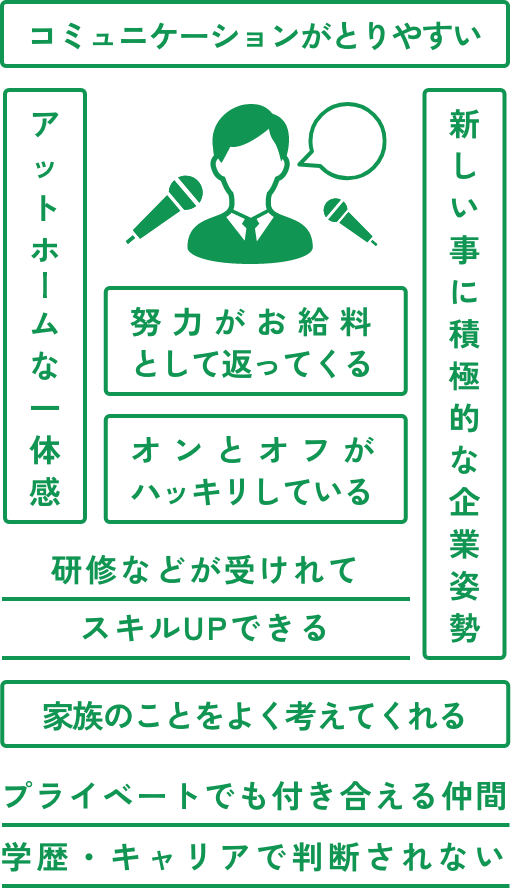 コミュニケーションがとりやすい
アットホームな一体感
新しい事に積極的な企業姿勢
努力がお給料
として返ってくる
オンとオフが
ハッキリしている
研修などが受けれて
スキルUPできる
家族のことをよく考えてくれる
プライベートでも付き合える仲間
学歴・キャリアで判断されない